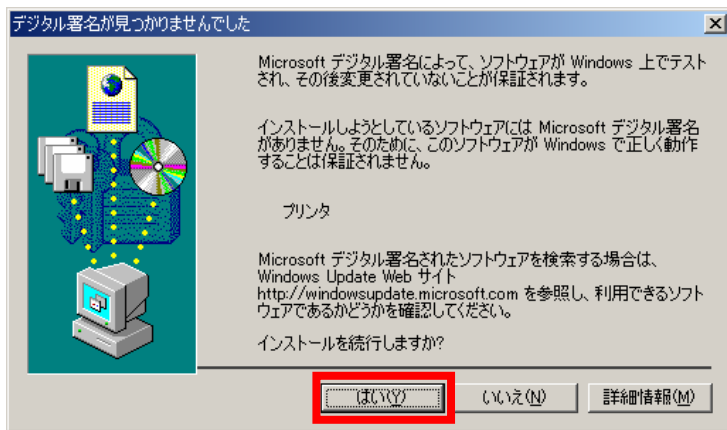 デジタル署名が見つかりませんでした
Microsoft デジタル署名によって、ソフトウェアが Windows 上でテスト
され、その後変更されていないことが保証されます。
インストールしようとしているソフトウェアには Microsoft デジタル署名
がありません。そのために、このソフトウェアが Windows で正しく動作
することは保証されません。
プリンタ
Microsoft デジタル署名されたソフトウェアを検索する場合は、
Windows Update Web サイト
http://windowsupdate.microsoft.com を参照し、利用できるソフト
ウェアであるかどうかを確認してください。
インストールを続行しますか?
はい(Y) いいえ(N) 詳細情報(M)